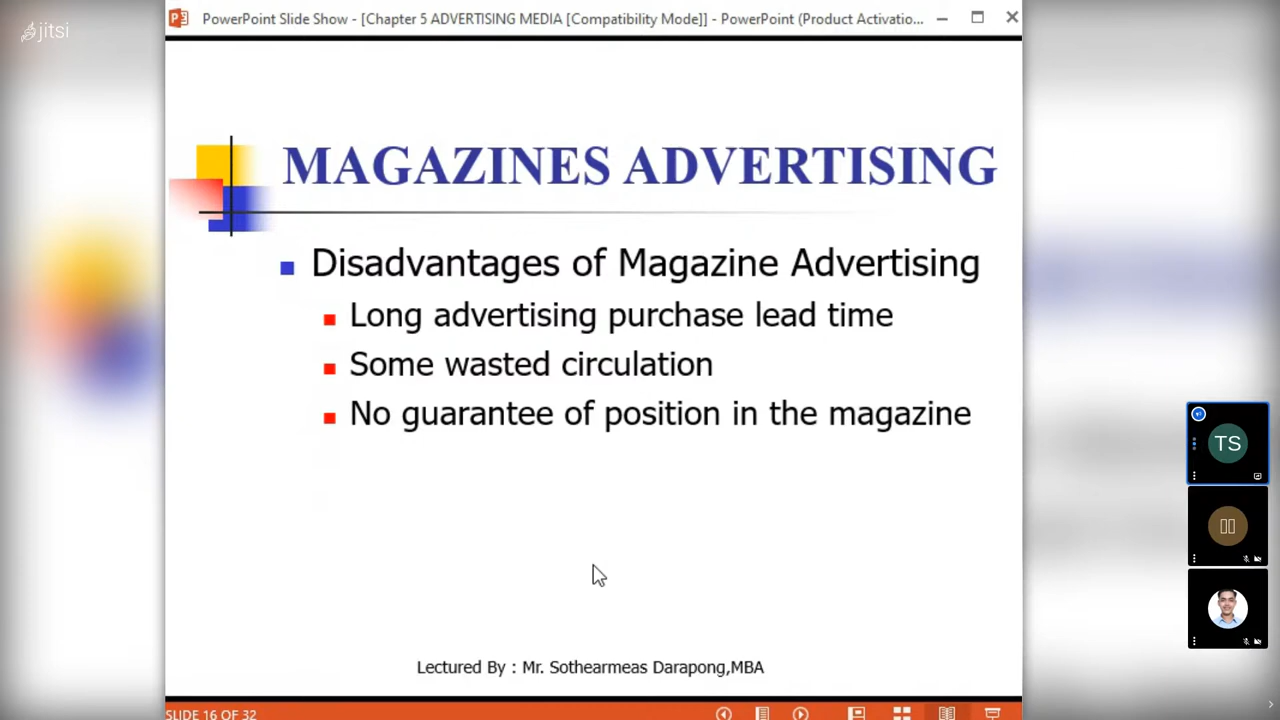 PowerPoint Slide Show - [Chapter 5 ADVERTISING MEDIA [Compatibility Mode]] - PowerPoint (Product Activatio...
jitsi
MAGAZINES ADVERTISING
Disadvantages of Magazine Advertising
Long advertising purchase lead time
Some wasted circulation
No guarantee of position in the magazine
TS
Lectured By : Mr. Sothearmeas Darapong,MBA
SLIDE 16 OF 32